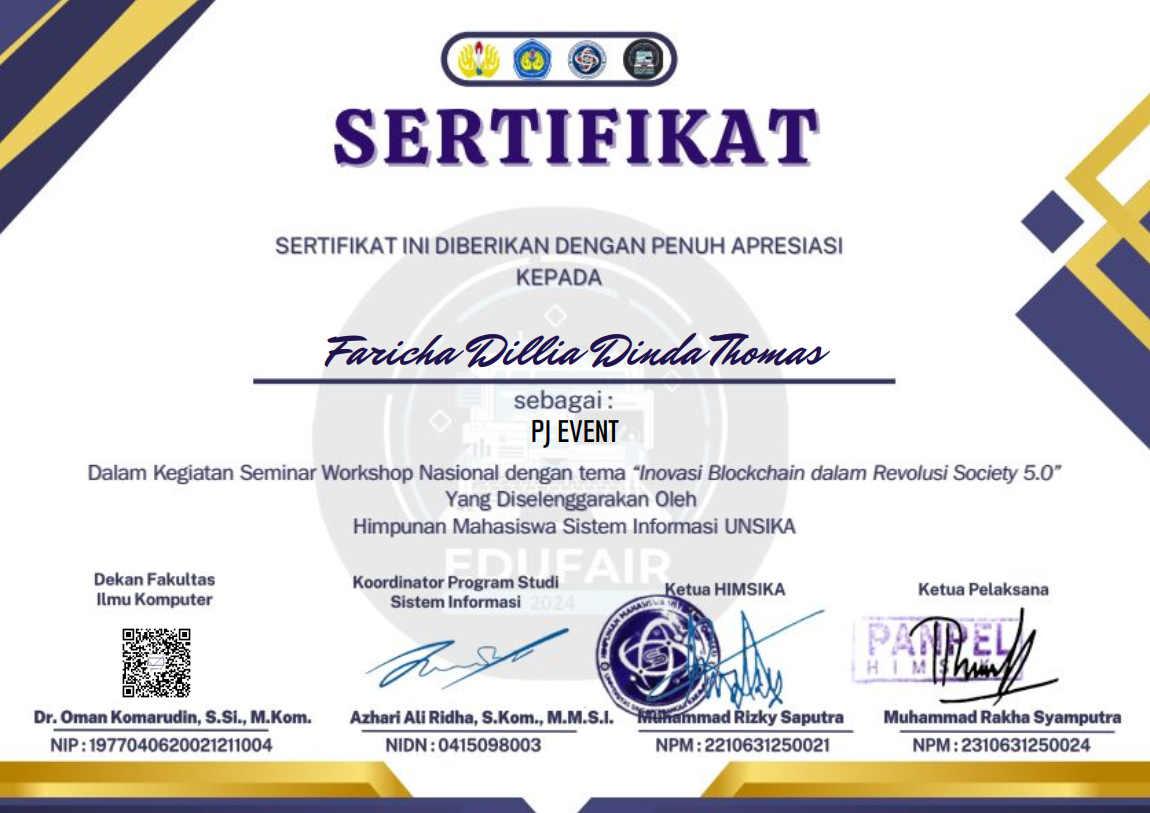 SERTIFIKAT
SERTIFIKAT INI DIBERIKAN DENGAN PENUH APRESIASI
KEPADA
Faricha Dillia Dinda Thomas
sebagai :
PJ EVENT
Dalam Kegiatan Seminar Workshop Nasional dengan tema “Inovasi Blockchain dalam Revolusi Society 5.0”
Yang Diselenggarakan Oleh
Himpunan Mahasiswa Sistem Informasi UNSIKA
EDUFAIR
2024
Dekan Fakultas
Ilmu Komputer
Dr. Oman Komarudin, S.Si., M.Kom.
NIP : 1977040620021211004
Koordinator Program Studi
Sistem Informasi
Azhari Ali Ridha, S.Kom., M.M.S.I.
NIDN : 0415098003
Ketua HIMSIKA
Muhammad Rizky Saputra
NPM : 2210631250021
Ketua Pelaksana
PANPEL
HIMSIKA
Muhammad Rakha Syamputra
NPM : 2310631250024